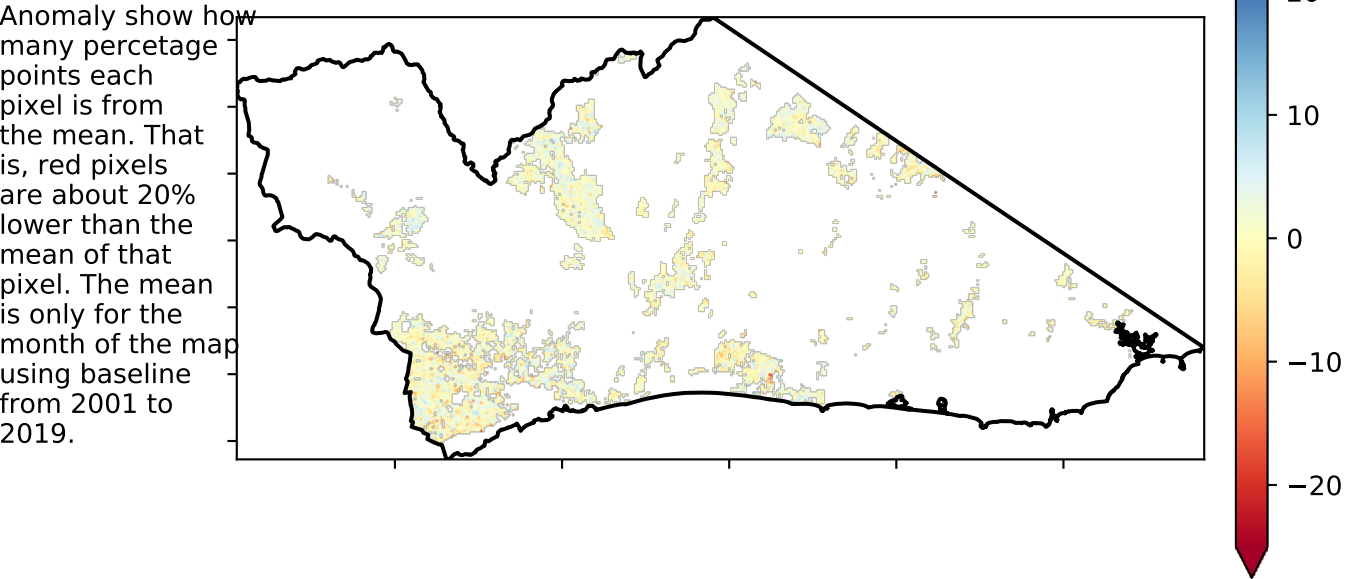 Anomaly show how
many percetage
points each
pixel is from
the mean. That
is, red pixels
are about 20%
lower than the
mean of that
pixel. The mean
is only for the
month of the map
using baseline
from 2001 to
2019.
10
0
−10
−20